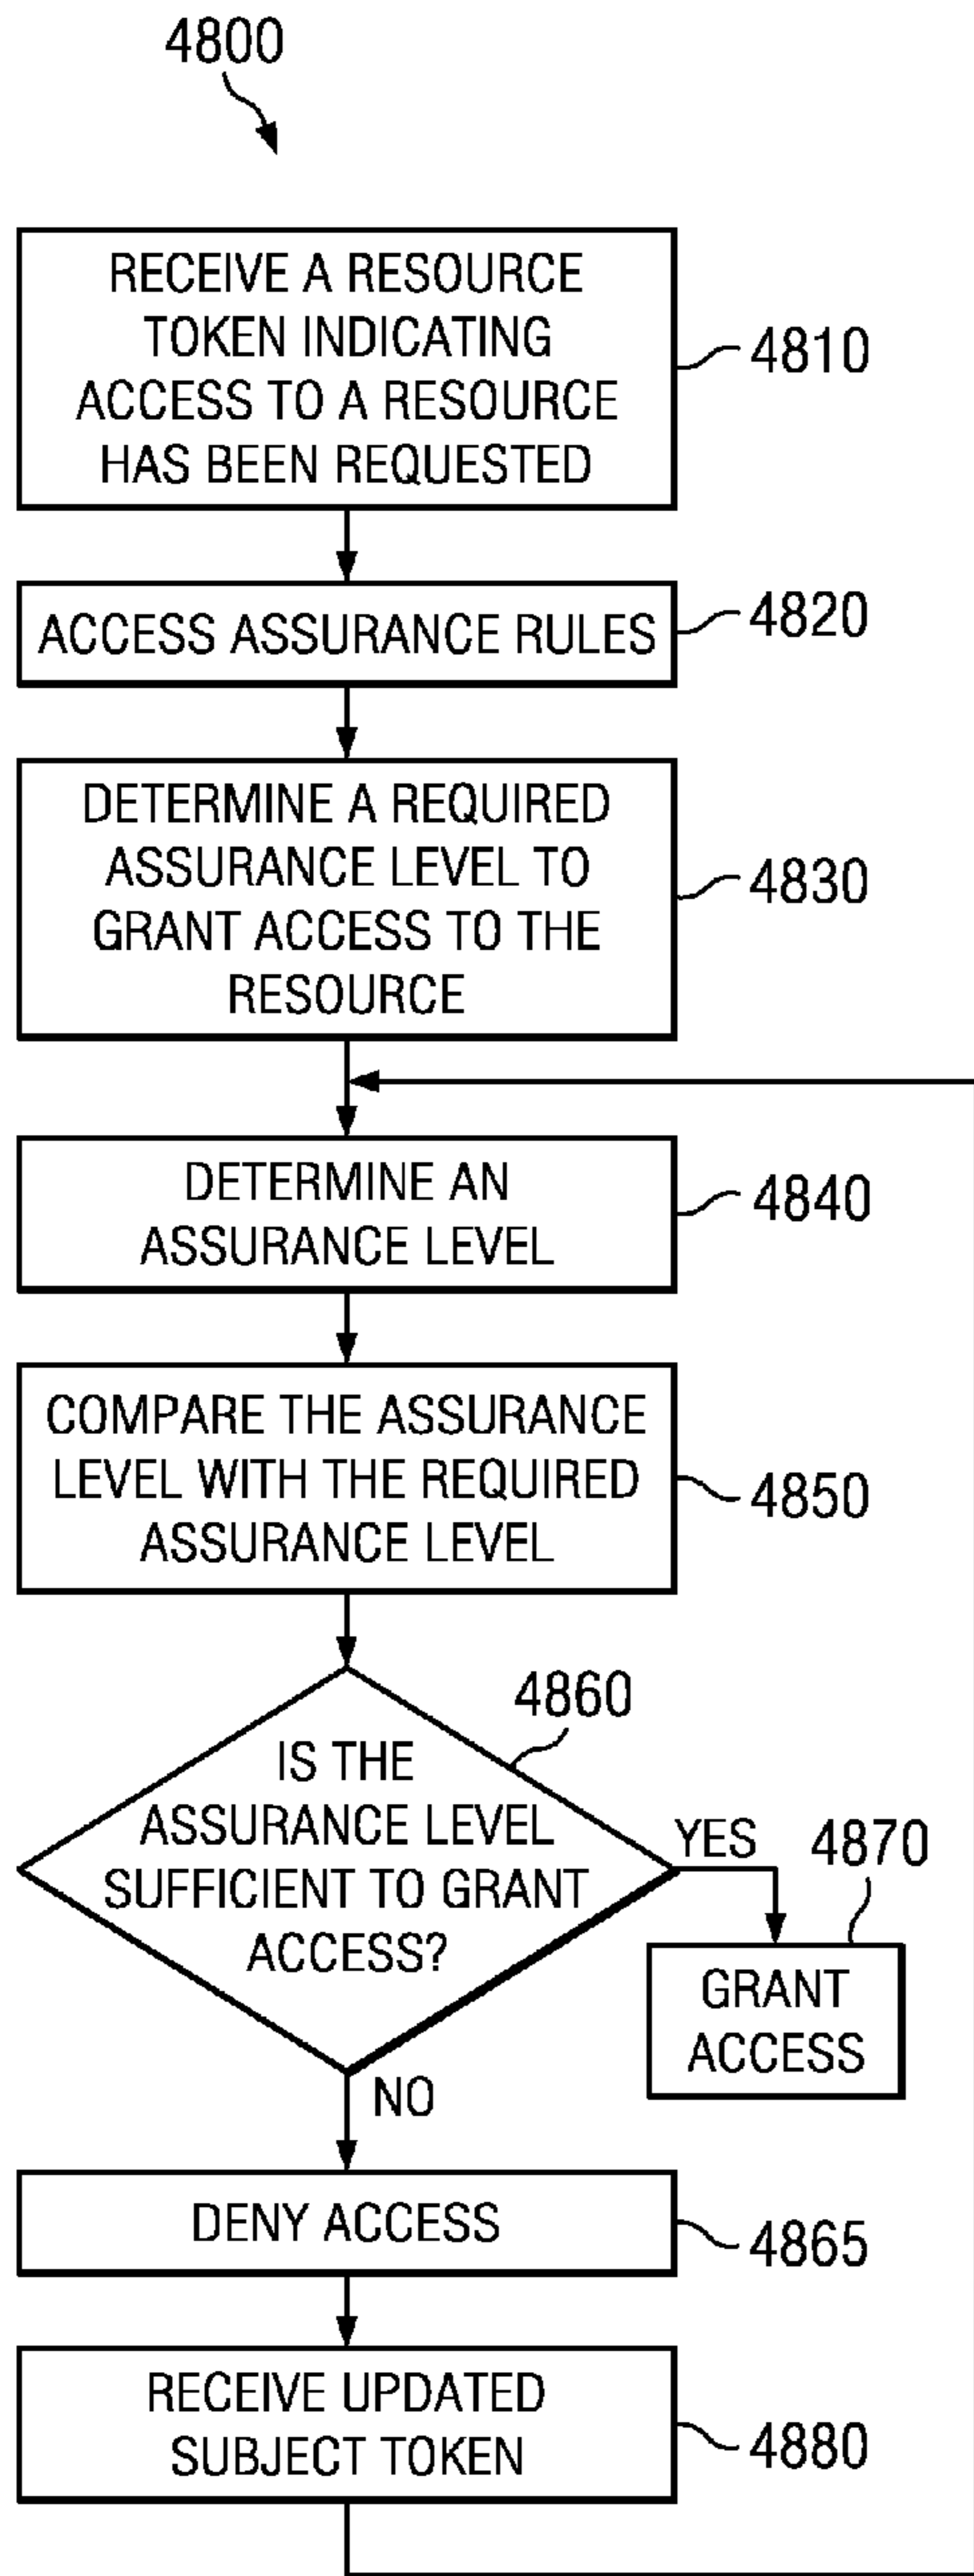 4800
RECEIVE A RESOURCE
TOKEN INDICATING
ACCESS TO A RESOURCE
HAS BEEN REQUESTED
4810
ACCESS ASSURANCE RULES
4820
DETERMINE A REQUIRED
ASSURANCE LEVEL TO
GRANT ACCESS TO THE
RESOURCE
4830
DETERMINE AN
ASSURANCE LEVEL
4840
COMPARE THE ASSURANCE
LEVEL WITH THE REQUIRED
ASSURANCE LEVEL
4850
4860
IS THE
ASSURANCE LEVEL
SUFFICIENT TO GRANT
ACCESS?
YES
4870
GRANT
ACCESS
NO
DENY ACCESS
4865
RECEIVE UPDATED
SUBJECT TOKEN
4880